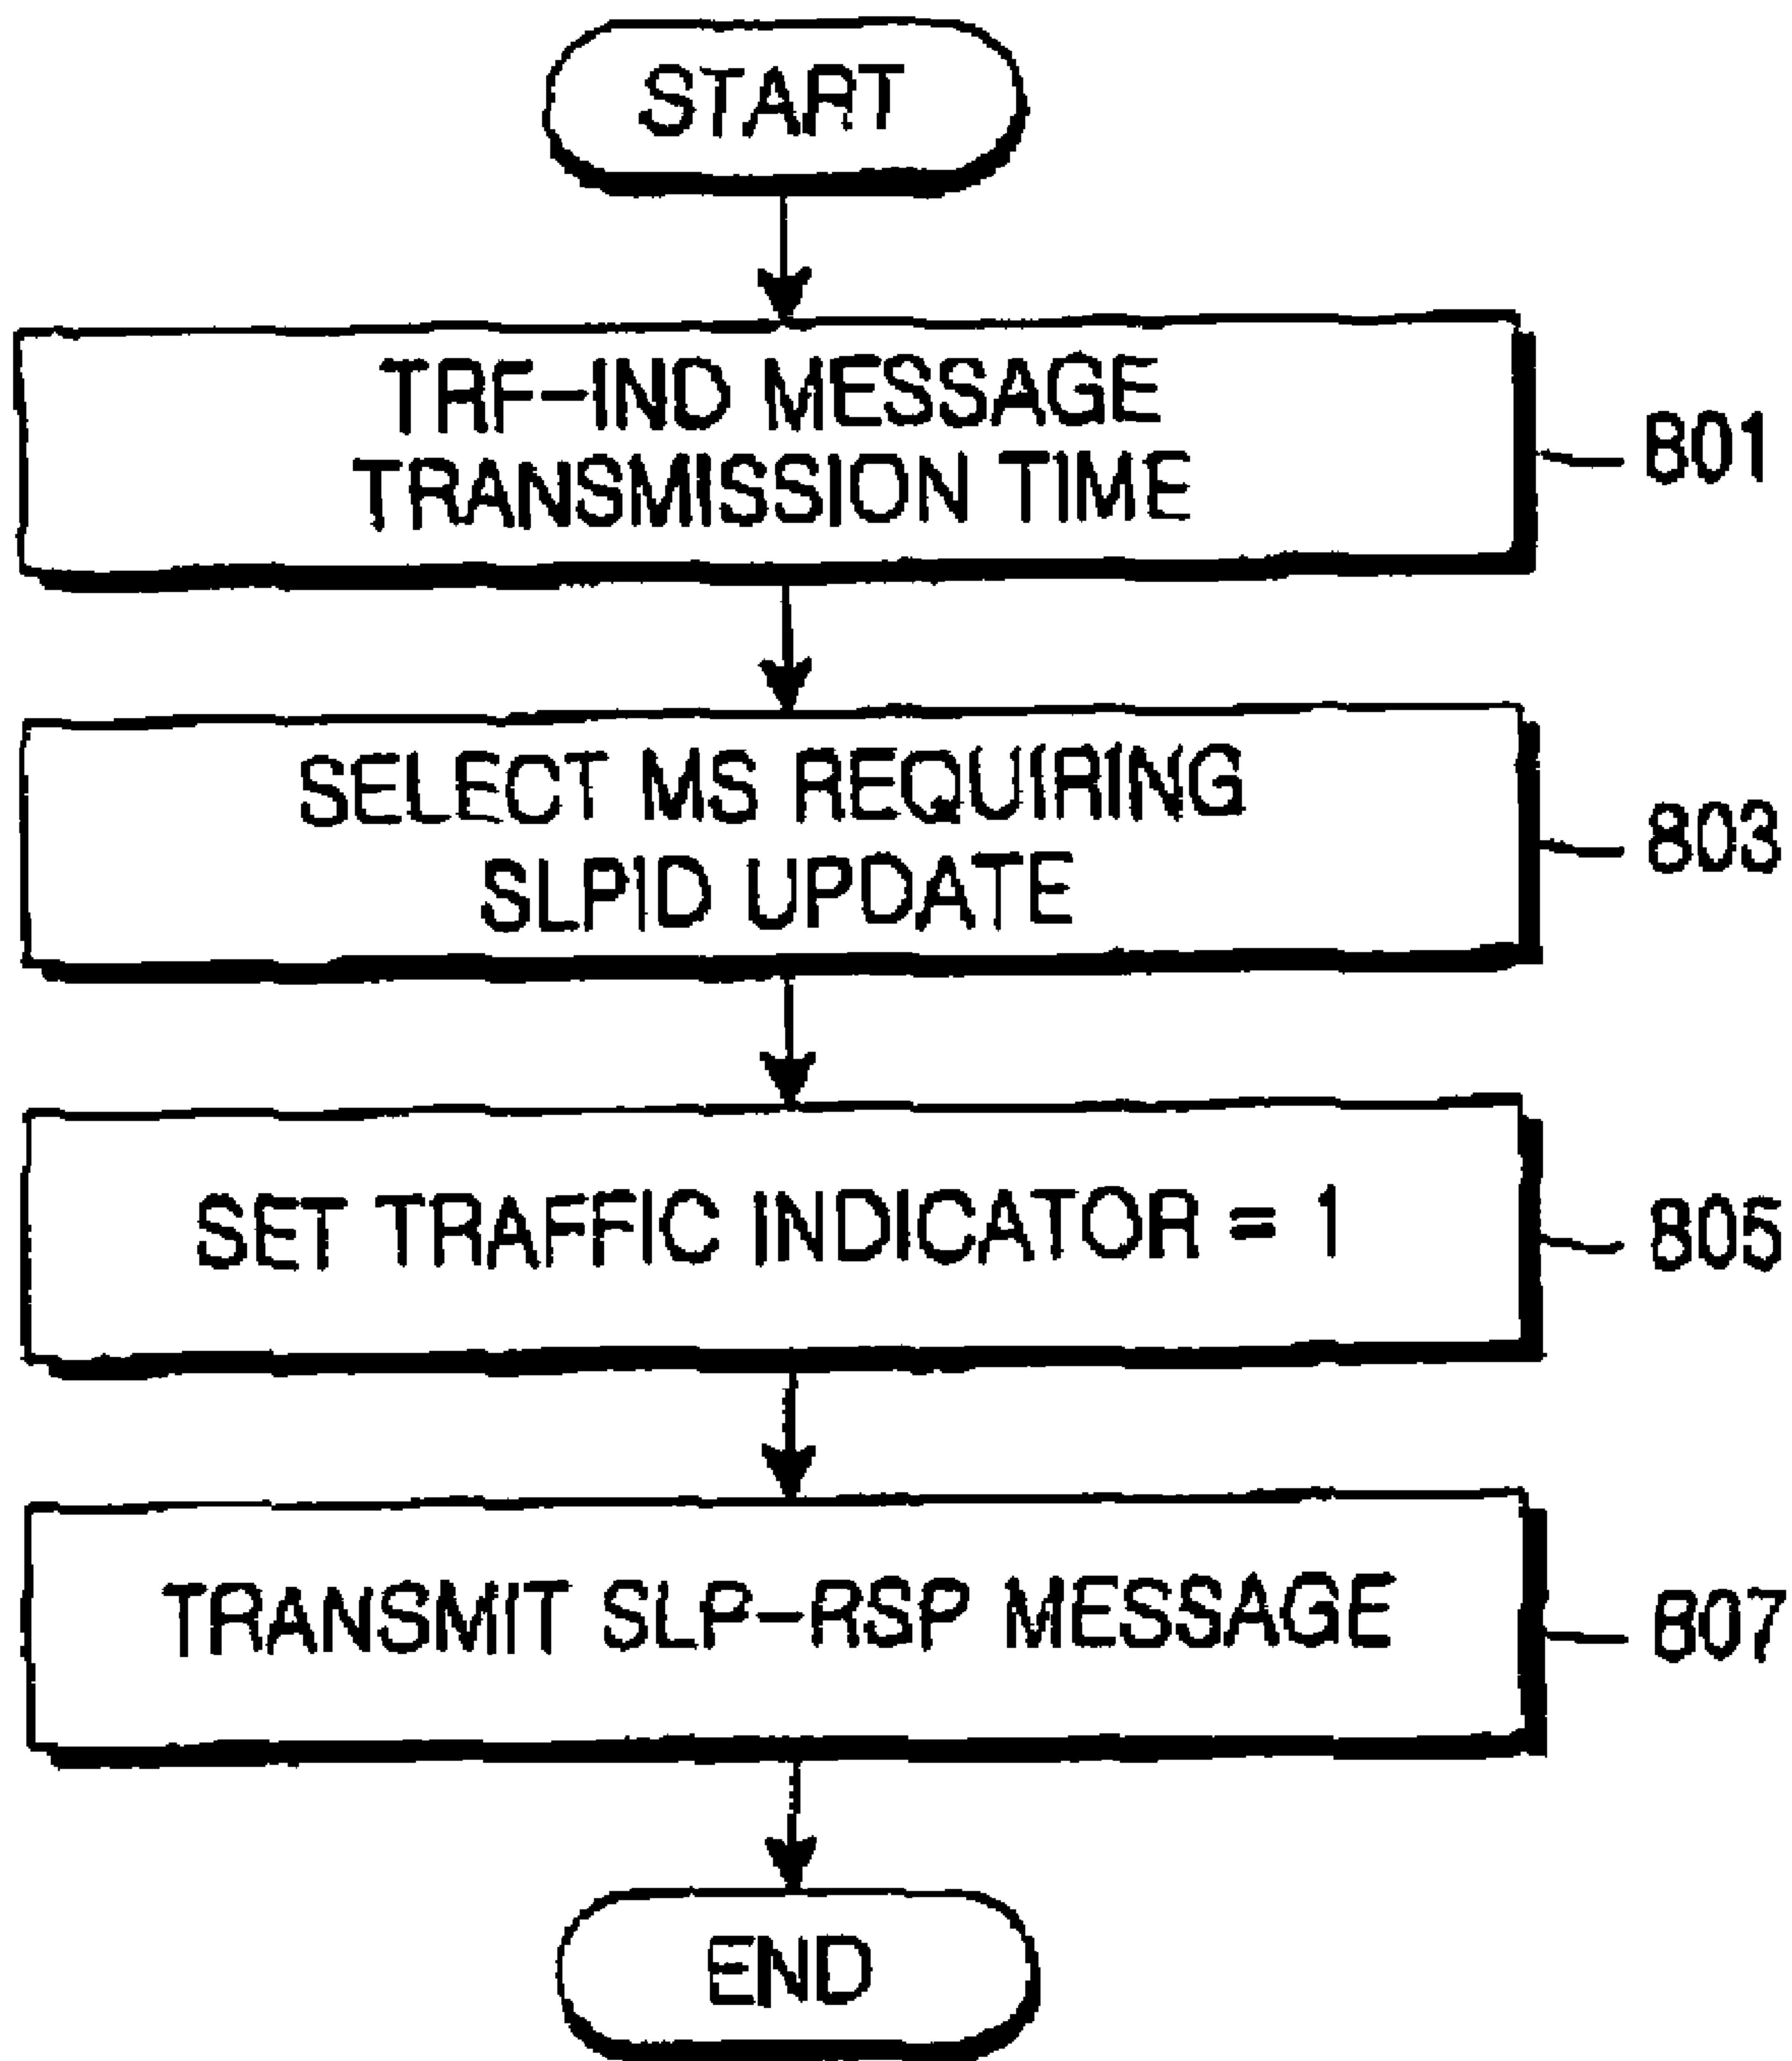 START
TRF-IND MESSAGE
TRANSMISSION TIME
801
SELECT MS REQUIRING
SLPID UPDATE
803
SET TRAFFIC INDICATOR = 1
805
TRANSMIT SLP-RSP MESSAGE
807
END